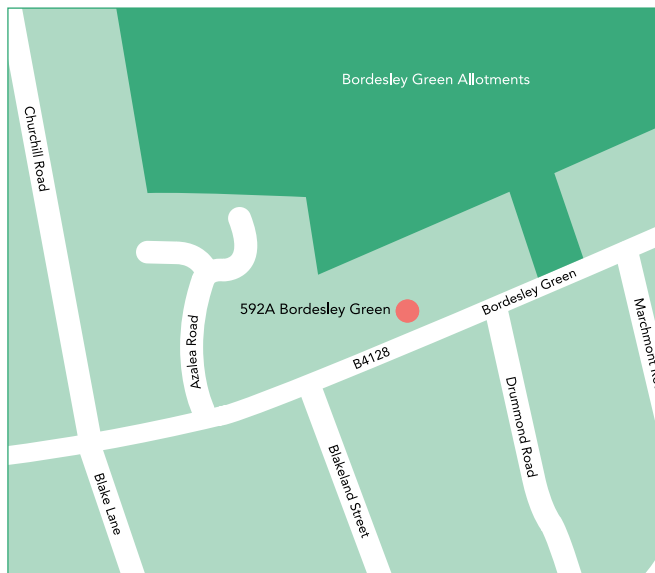 Bordesley Green Allotments
Churchill Road
592A Bordesley Green
Bordesley Green
Azalea Road
B4128
Marchmont
Drummond Road
Blakeland Street
Blake Lane